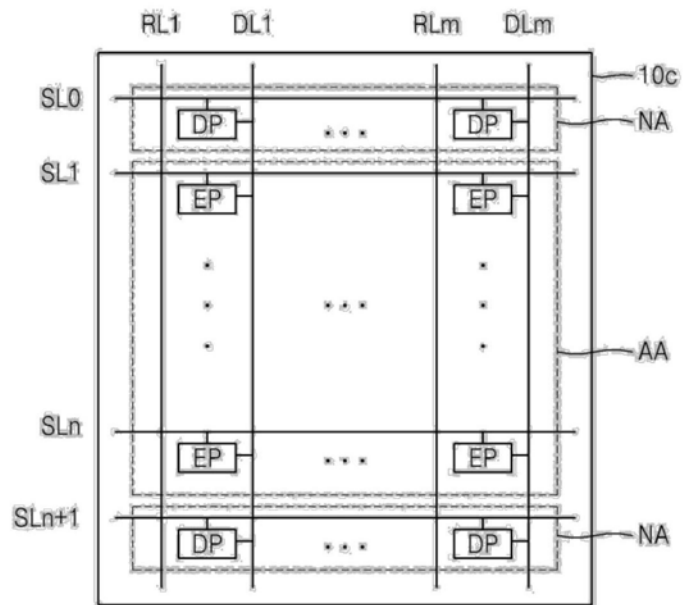 RL1 DL1 RLm DLm
10c
SL0
DP DP
NA
SL1
EP EP
AA
SLn
EP EP
SLn+1
DP DP
NA